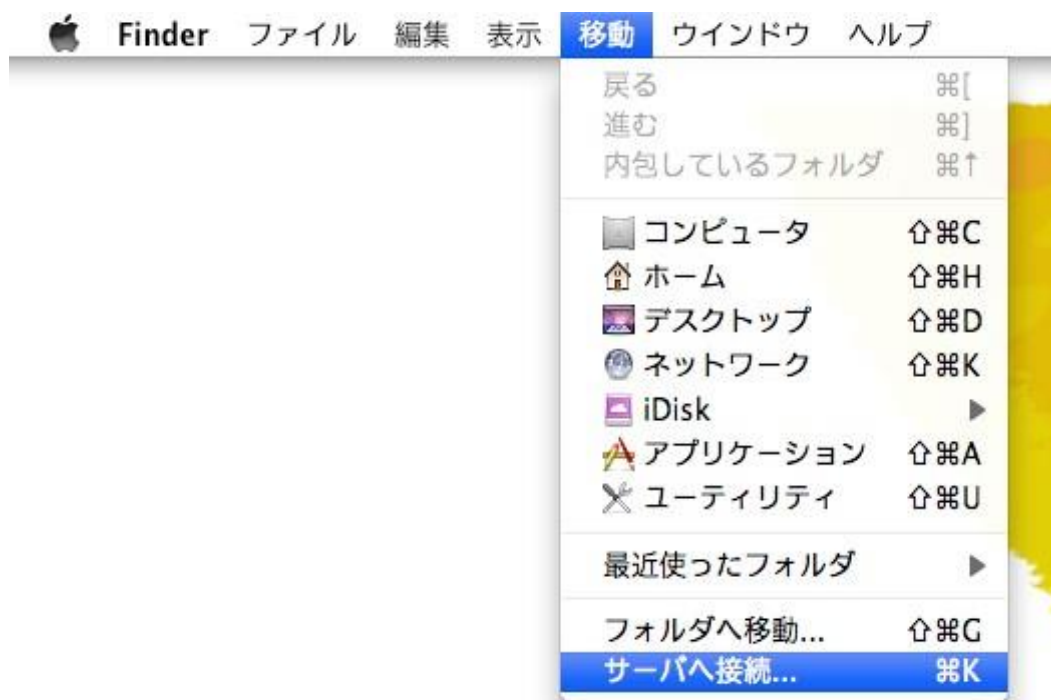 Finder ファイル 編集 表示 移動 ウインドウ ヘルプ
戻る ⌘[
進む ⌘]
内包しているフォルダ ⌘↑
コンピュータ ⇧⌘C
ホーム ⇧⌘H
デスクトップ ⇧⌘D
ネットワーク ⇧⌘K
iDisk ▶
アプリケーション ⇧⌘A
ユーティリティ ⇧⌘U
最近使ったフォルダ ▶
フォルダへ移動... ⇧⌘G
サーバへ接続... ⌘K